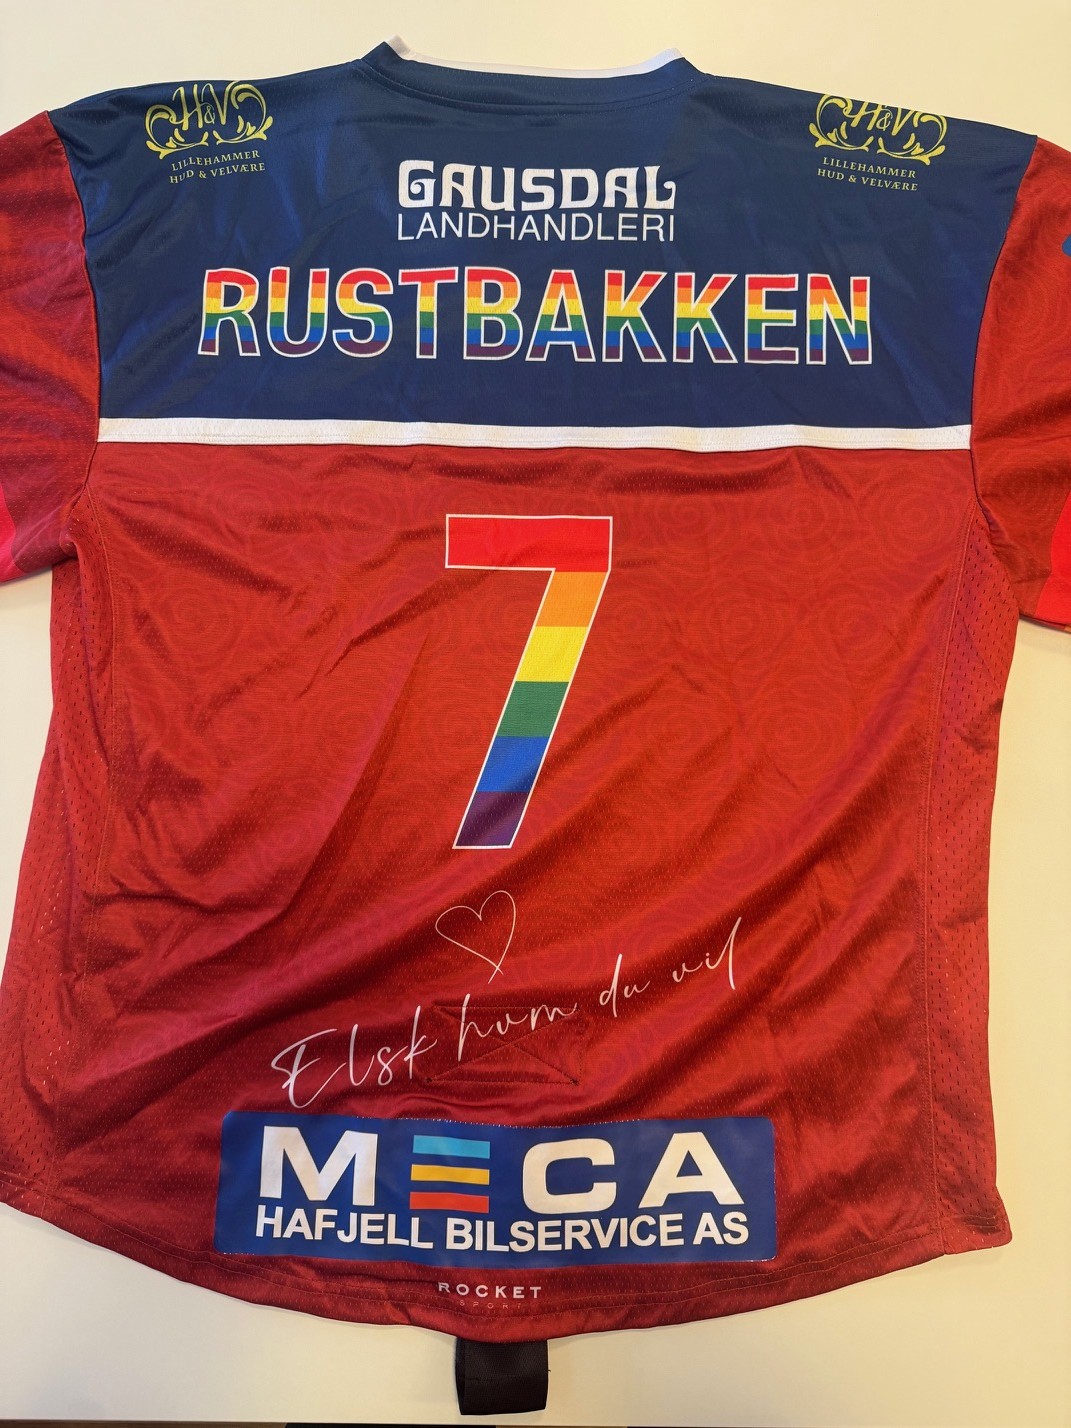 H&V
LILLEHAMMER
HUD & VELVÆRE
H&V
LILLEHAMMER
HUD & VELVÆRE
GAUSDAL
LANDHANDLERI
RUSTBAKKEN
7
Elsk hvem du vil
MECA
HAFJELL BILSERVICE AS
ROCKET
SPORT